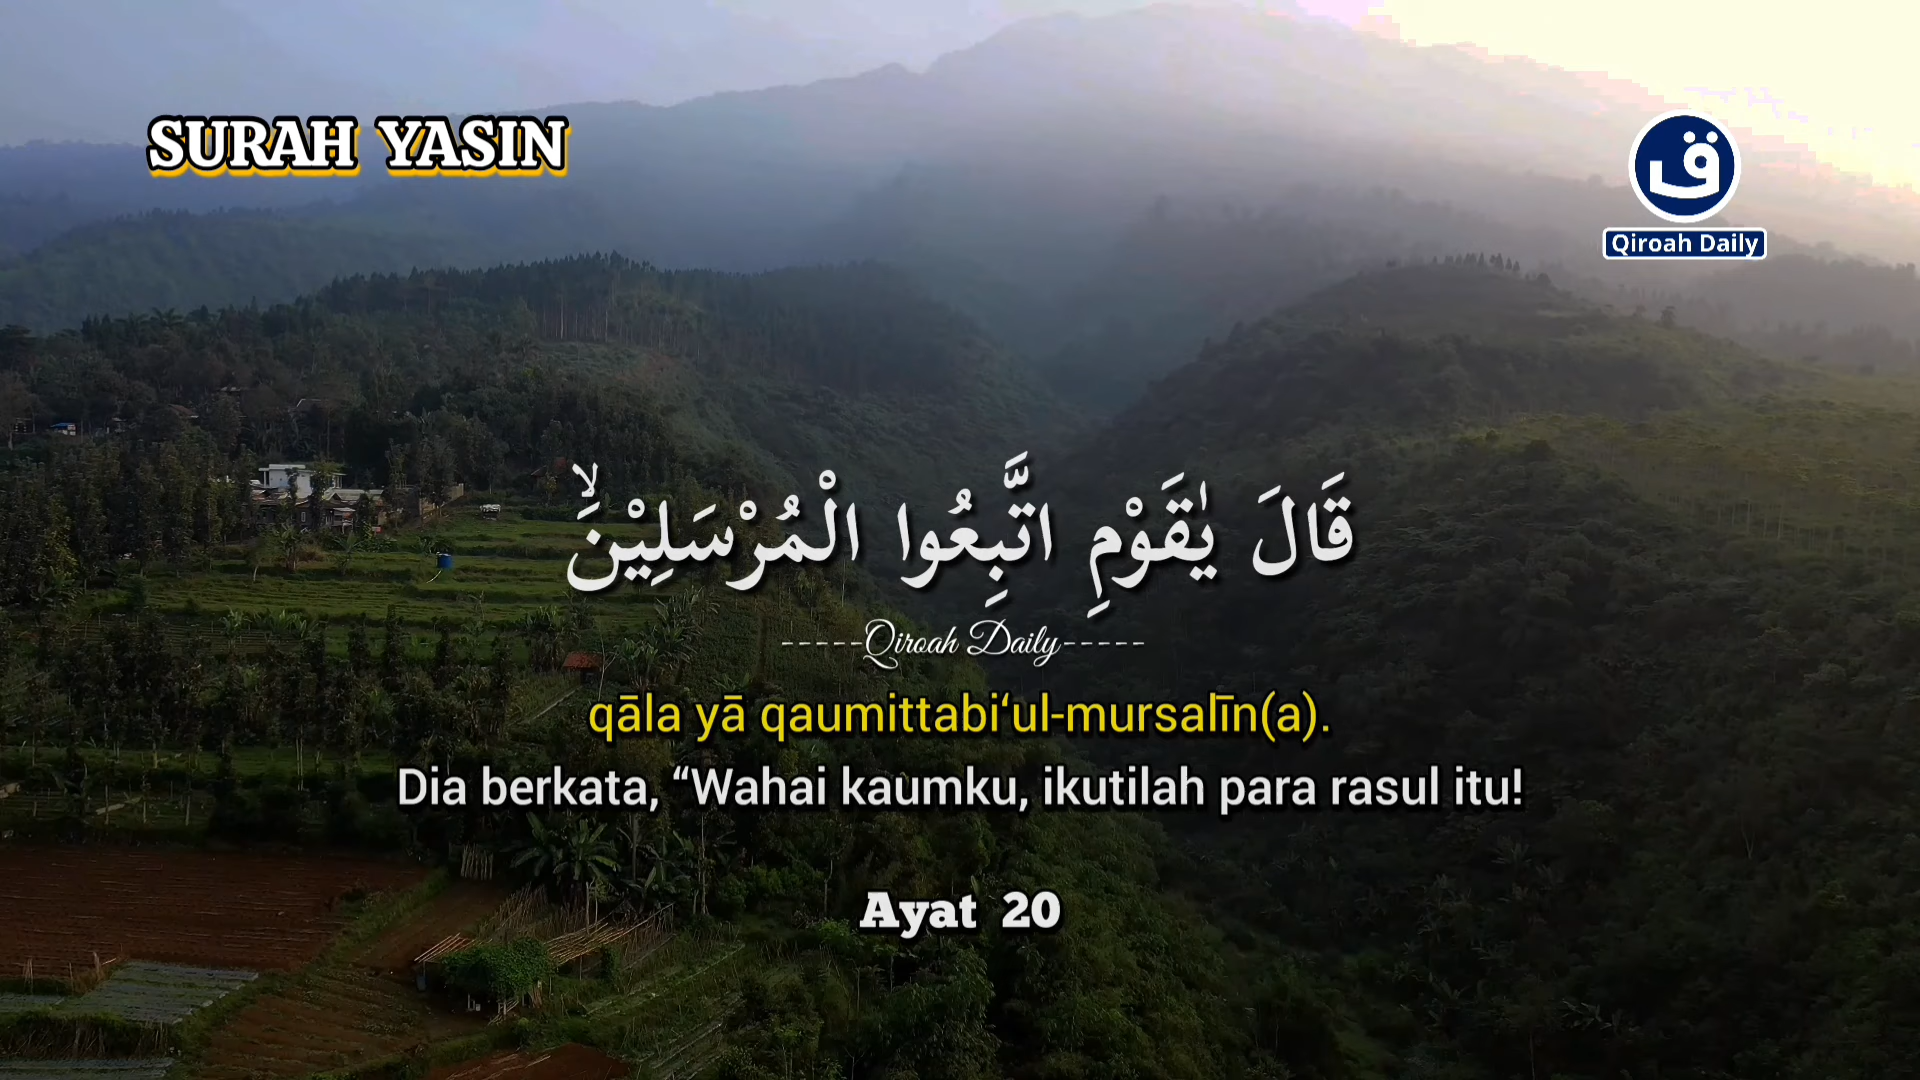 SURAH YASIN
ق
Qiroah Daily
قَالَ يٰقَوْمِ اتَّبِعُوا الْمُرْسَلِيْنَۙ
-----Qiroah Daily-----
qāla yā qaumittabi‘ul-mursalīn(a).
Dia berkata, “Wahai kaumku, ikutilah para rasul itu!
Ayat 20